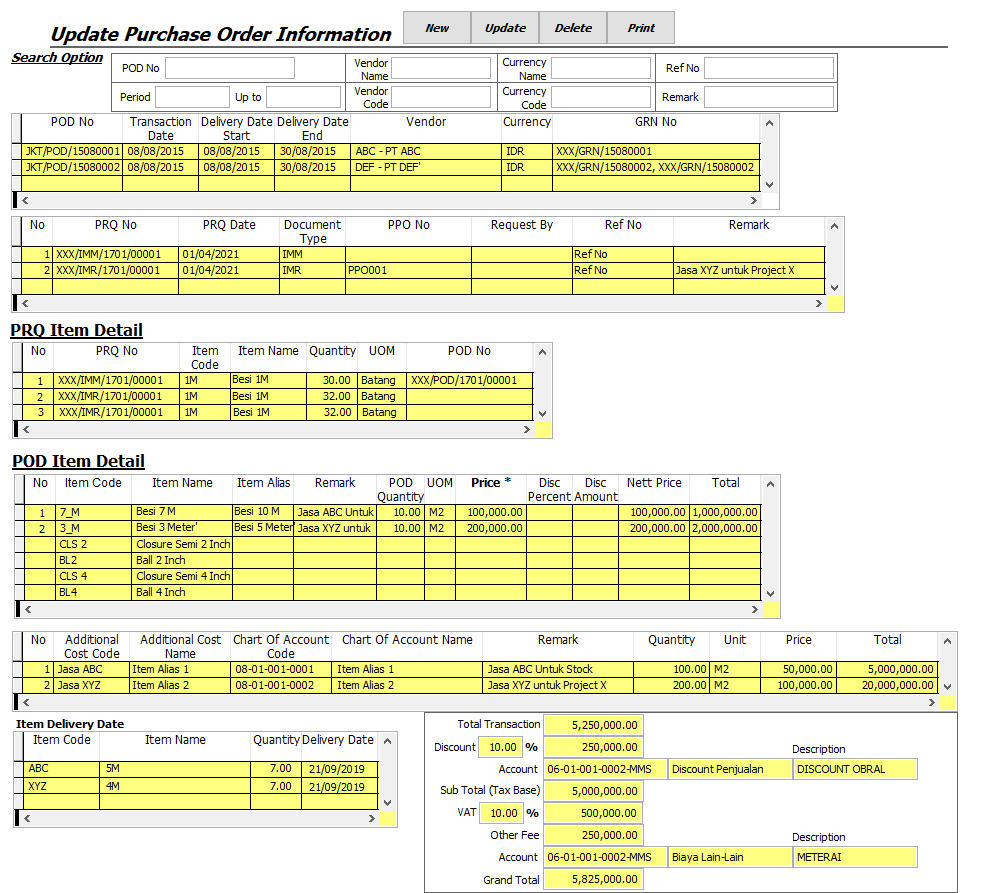 Update Purchase Order Information New Update Delete Print
Search Option
POD No Vendor Name Currency Name Ref No
Period Up to Vendor Code Currency Code Remark
POD No Transaction Date Delivery Date Start Delivery Date End Vendor Currency GRN No
JKT/POD/15080001 08/08/2015 08/08/2015 30/08/2015 ABC - PT ABC IDR XXX/GRN/15080001
JKT/POD/15080002 08/08/2015 08/08/2015 30/08/2015 DEF - PT DEF' IDR XXX/GRN/15080002, XXX/GRN/15080002
No PRQ No PRQ Date Document Type PPO No Request By Ref No Remark
1 XXX/IMM/1701/00001 01/04/2021 IMM Ref No
2 XXX/IMR/1701/00001 01/04/2021 IMR PPO001 Ref No Jasa XYZ untuk Project X
PRQ Item Detail
No PRQ No Item Code Item Name Quantity UOM POD No
1 XXX/IMM/1701/00001 1M Besi 1M 30.00 Batang XXX/POD/1701/00001
2 XXX/IMR/1701/00001 1M Besi 1M 32.00 Batang
3 XXX/IMR/1701/00001 1M Besi 1M 32.00 Batang
POD Item Detail
No Item Code Item Name Item Alias Remark POD Quantity UOM Price * Disc Percent Disc Amount Nett Price Total
1 7_M Besi 7 M Besi 10 M Jasa ABC Untuk 10.00 M2 100,000.00 100,000.00 1,000,000.00
2 3_M Besi 3 Meter' Besi 5 Meter Jasa XYZ untuk 10.00 M2 200,000.00 200,000.00 2,000,000.00
CLS 2 Closure Semi 2 Inch
BL2 Ball 2 Inch
CLS 4 Closure Semi 4 Inch
BL4 Ball 4 Inch
No Additional Cost Code Additional Cost Name Chart Of Account Code Chart Of Account Name Remark Quantity Unit Price Total
1 Jasa ABC Item Alias 1 08-01-001-0001 Item Alias 1 Jasa ABC Untuk Stock 100.00 M2 50,000.00 5,000,000.00
2 Jasa XYZ Item Alias 2 08-01-001-0002 Item Alias 2 Jasa XYZ untuk Project X 200.00 M2 100,000.00 20,000,000.00
Item Delivery Date
Item Code Item Name Quantity Delivery Date
ABC 5M 7.00 21/09/2019
XYZ 4M 7.00 21/09/2019
Total Transaction 5,250,000.00
Discount 10.00 % 250,000.00 Description
Account 06-01-001-0002-MMS Discount Penjualan DISCOUNT OBRAL
Sub Total (Tax Base) 5,000,000.00
VAT 10.00 % 500,000.00
Other Fee 250,000.00 Description
Account 06-01-001-0002-MMS Biaya Lain-Lain METERAI
Grand Total 5,825,000.00